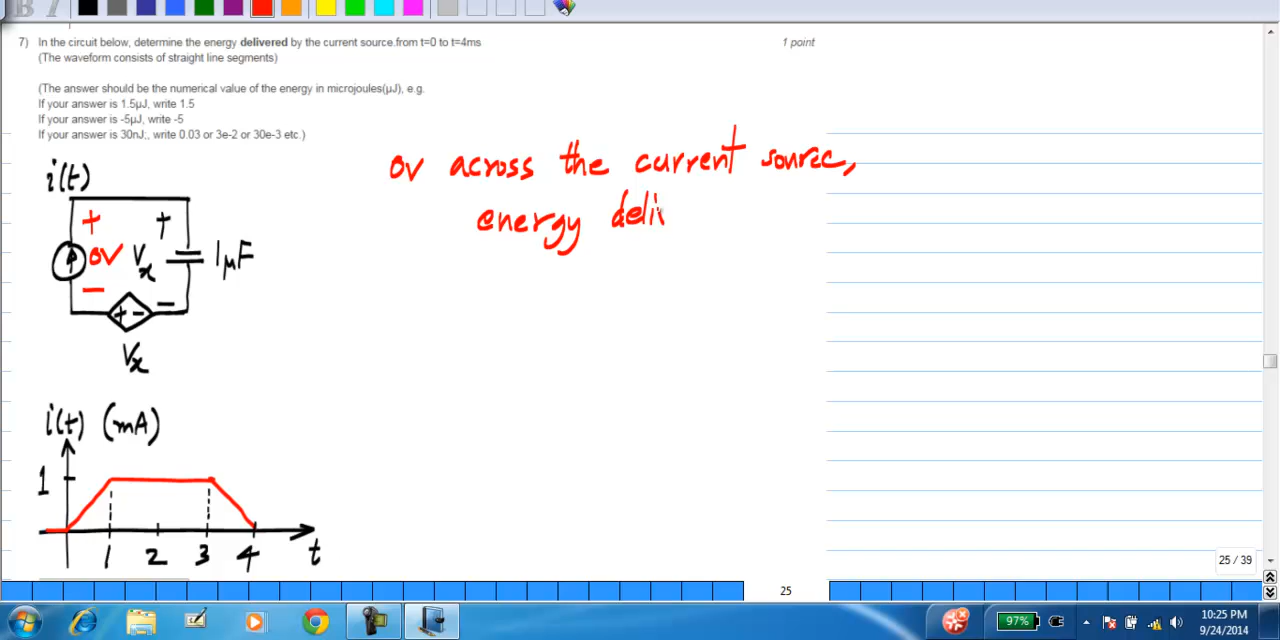 7) In the circuit below, determine the energy delivered by the current source.from t=0 to t=4ms
1 point
(The waveform consists of straight line segments)
(The answer should be the numerical value of the energy in microjoules(µJ), e.g.
If your answer is 1.5µJ, write 1.5
If your answer is -5µJ, write -5
If your answer is 30nJ;, write 0.03 or 3e-2 or 30e-3 etc.)
0V across the current source,
energy deli
i(t)
+ +
0V Vx 1µF
− −
+ −
Vx
i(t) (mA)
1
1 2 3 4 t
25 / 39
25
97%
10:25 PM
9/24/2014